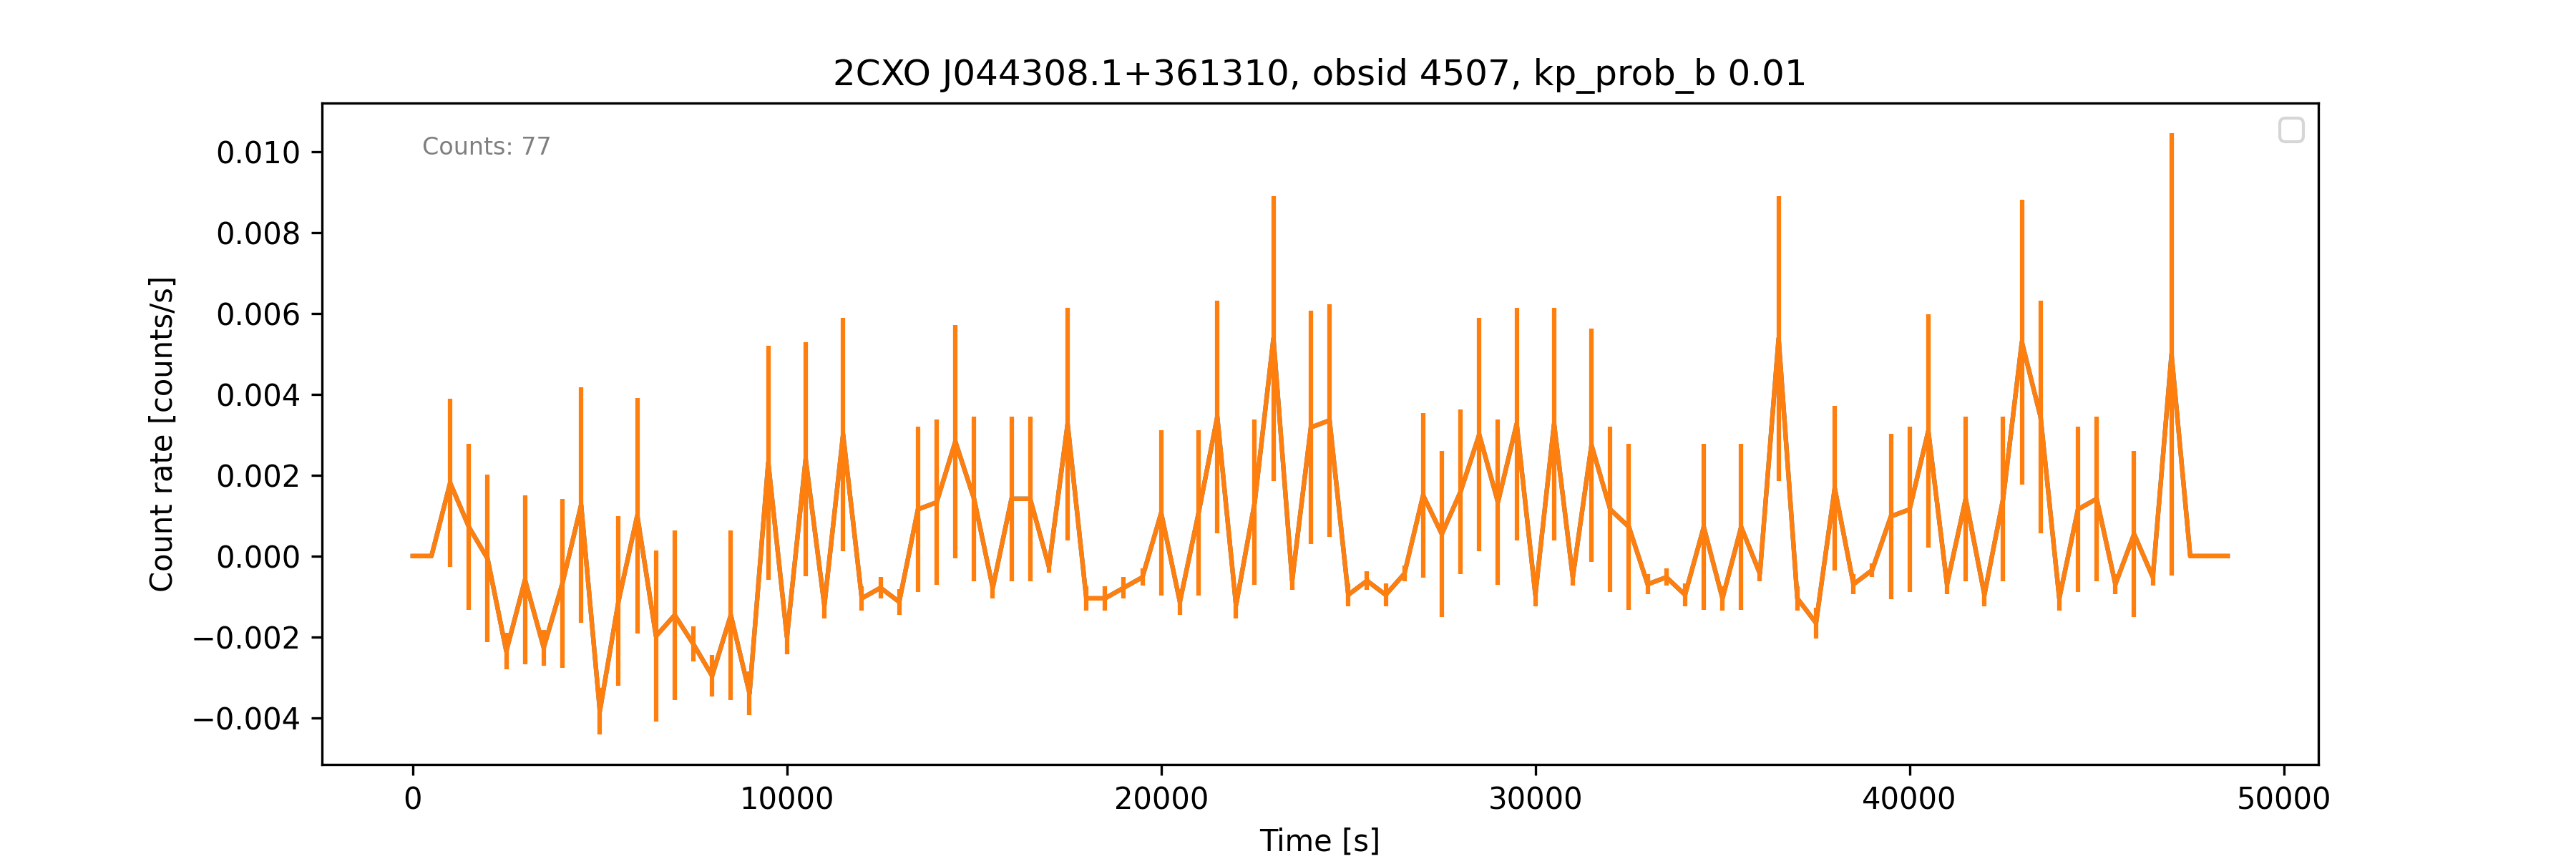 2CXO J044308.1+361310, obsid 4507, kp_prob_b 0.01
Counts: 77
0.010
0.008
0.006
0.004
0.002
0.000
−0.002
−0.004
Count rate [counts/s]
0 10000 20000 30000 40000 50000
Time [s]